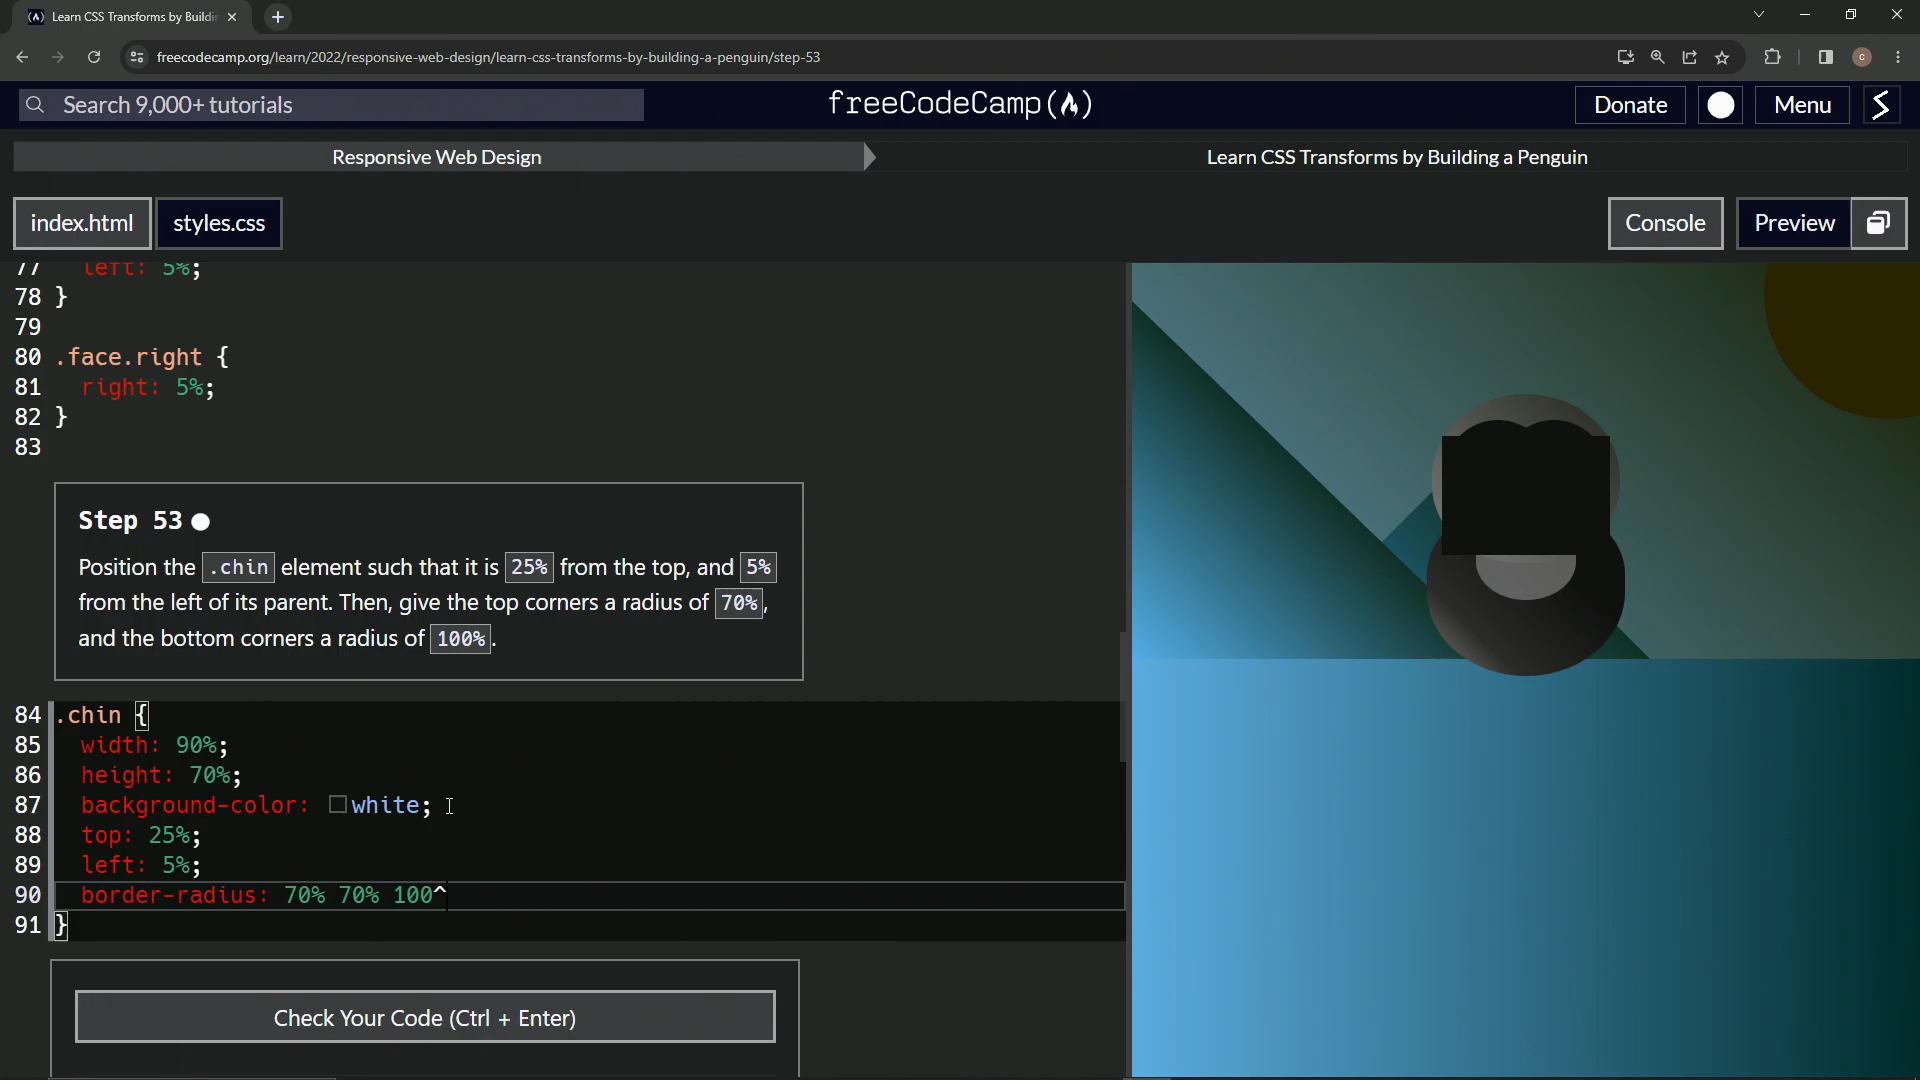 Learn CSS Transforms by Buildin
freecodecamp.org/learn/2022/responsive-web-design/learn-css-transforms-by-building-a-penguin/step-53
C
Search 9,000+ tutorials
freeCodeCamp
Donate
Menu
Responsive Web Design
Learn CSS Transforms by Building a Penguin
index.html
styles.css
Console
Preview
77 left: 5%;
78 }
79
80 .face.right {
81 right: 5%;
82 }
83
Step 53
Position the .chin element such that it is 25% from the top, and 5%
from the left of its parent. Then, give the top corners a radius of 70%,
and the bottom corners a radius of 100%.
84 .chin {
85 width: 90%;
86 height: 70%;
87 background-color: white;
88 top: 25%;
89 left: 5%;
90 border-radius: 70% 70% 100^
91 }
Check Your Code (Ctrl + Enter)